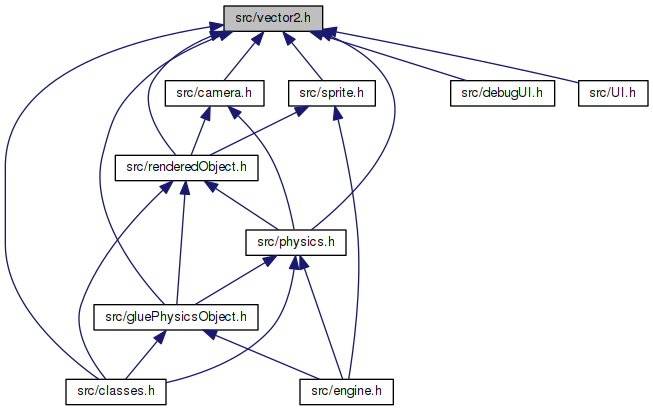 src/vector2.h
src/camera.h
src/sprite.h
src/debugUI.h
src/UI.h
src/renderedObject.h
src/physics.h
src/gluePhysicsObject.h
src/classes.h
src/engine.h